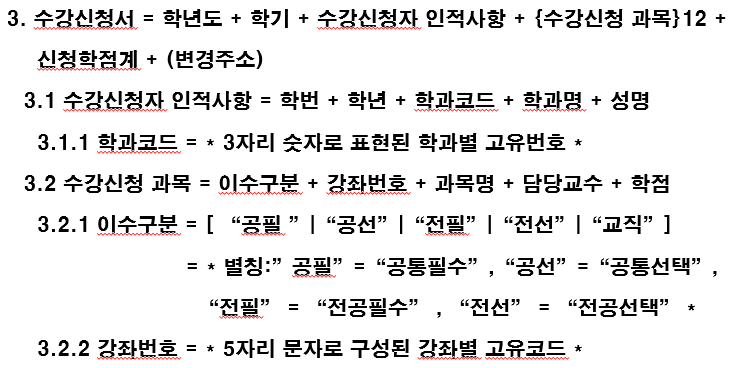 3. 수강신청서 = 학년도 + 학기 + 수강신청자 인적사항 + {수강신청 과목}12 +
신청학점계 + (변경주소)
3.1 수강신청자 인적사항 = 학번 + 학년 + 학과코드 + 학과명 + 성명
3.1.1 학과코드 = * 3자리 숫자로 표현된 학과별 고유번호 *
3.2 수강신청 과목 = 이수구분 + 강좌번호 + 과목명 + 담당교수 + 학점
3.2.1 이수구분 = [ “공필 ” | “공선” | “전필” | “전선” | “교직” ]
= * 별칭:” 공필” = “공통필수” , “공선” = “공통선택” ,
“전필” = “전공필수” , “전선” = “전공선택” *
3.2.2 강좌번호 = * 5자리 문자로 구성된 강좌별 고유코드 *